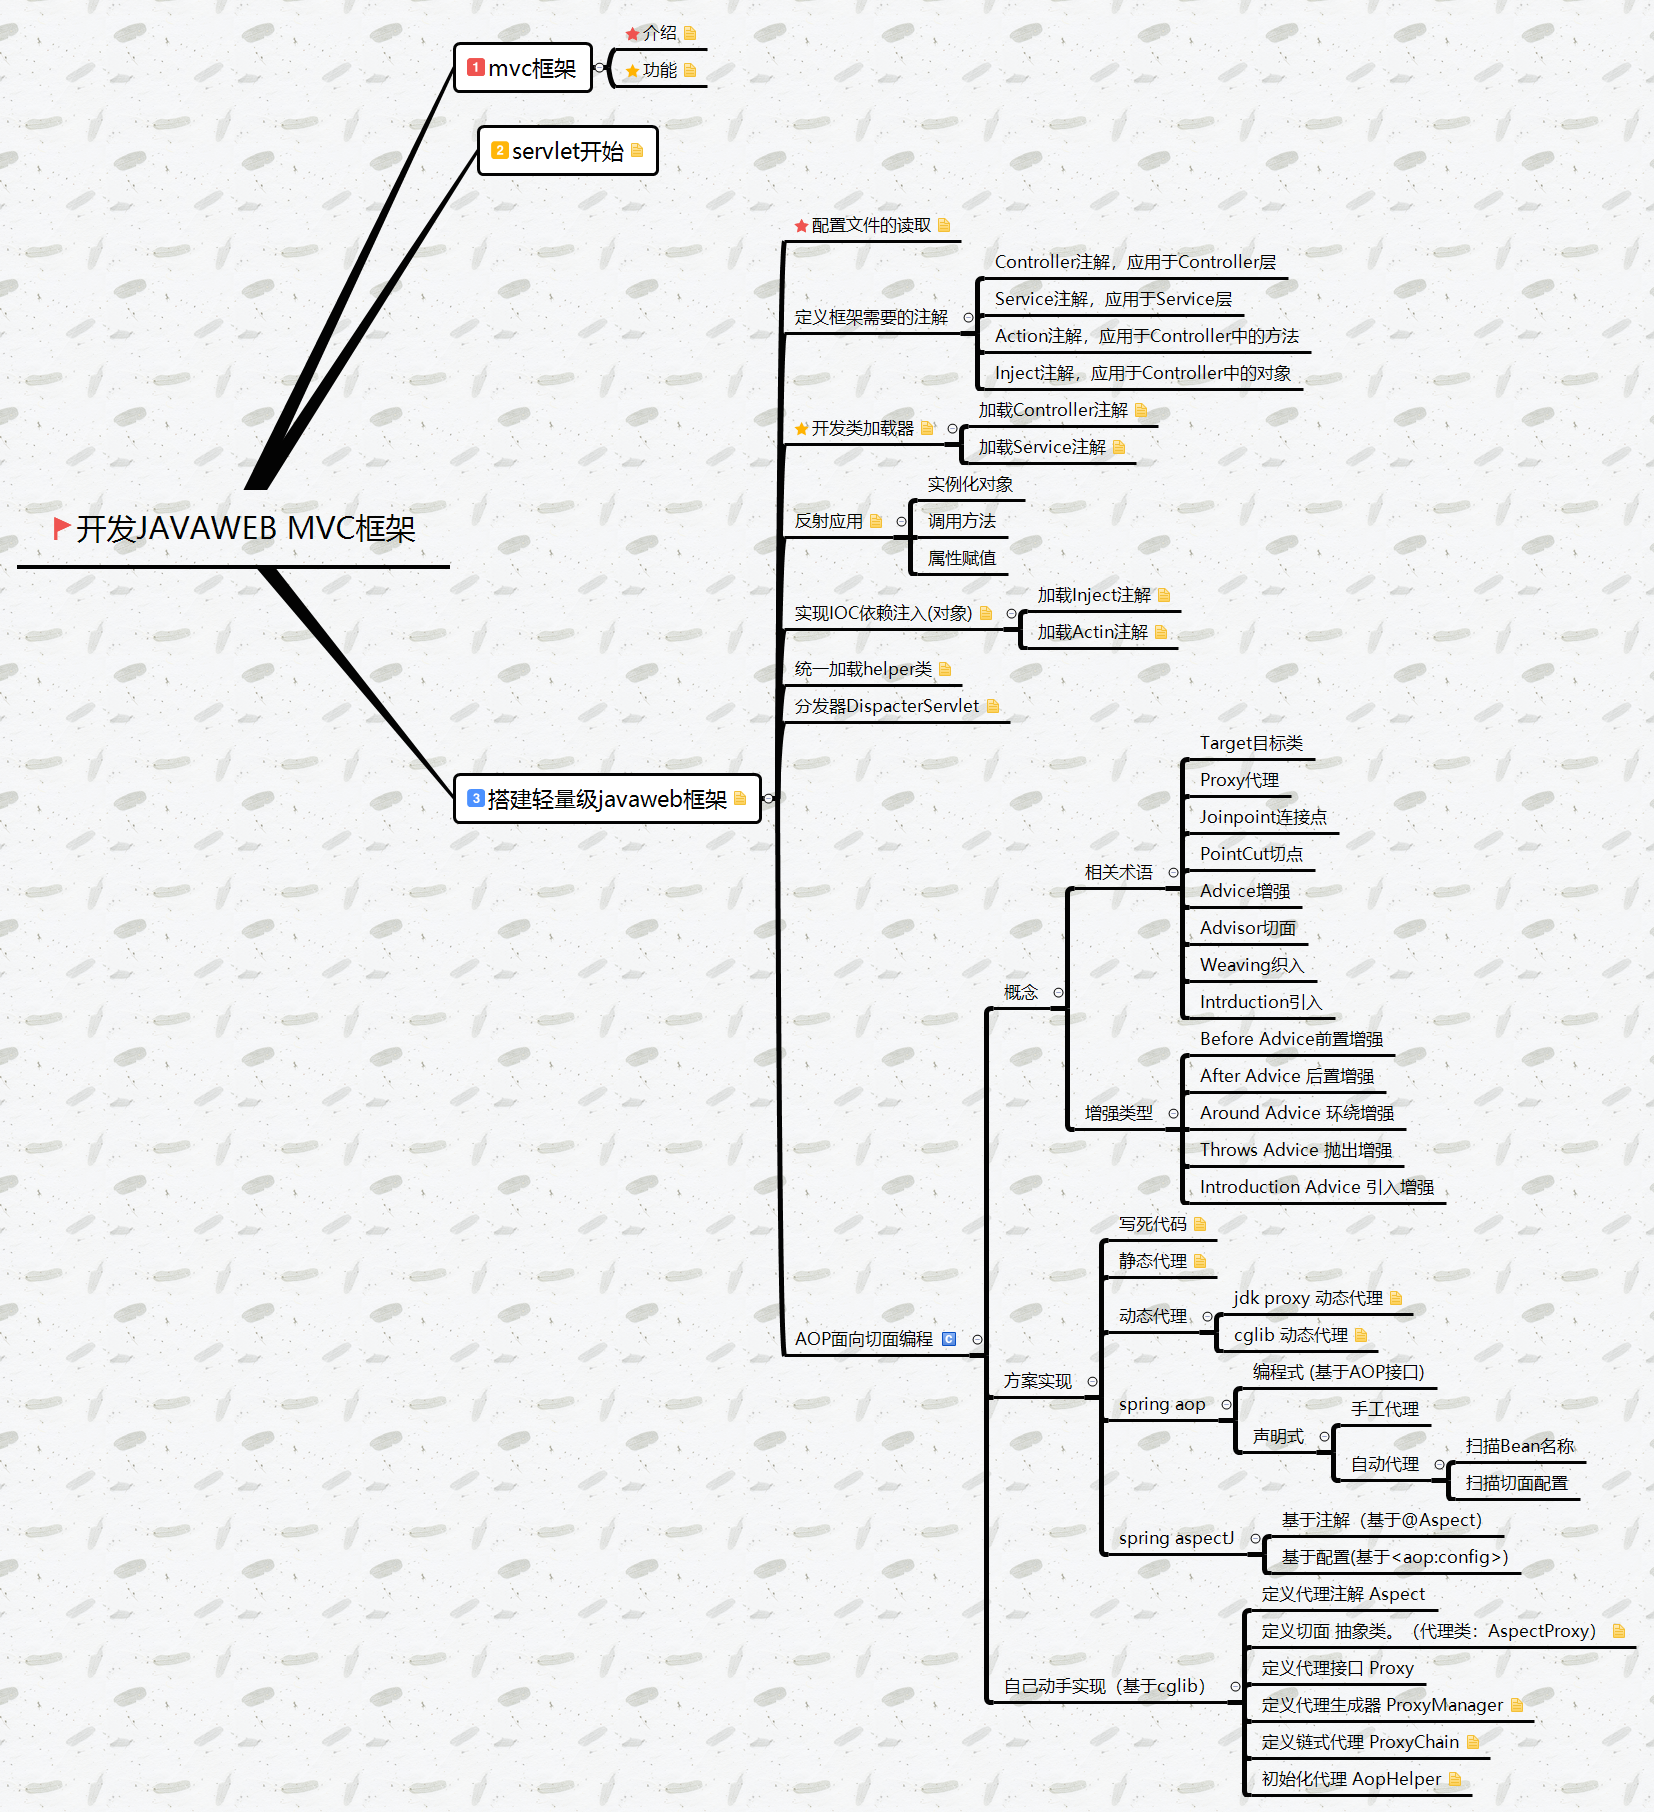 开发JAVAWEB MVC框架
1 mvc框架
介绍
功能
2 servlet开始
3 搭建轻量级javaweb框架
配置文件的读取
定义框架需要的注解
Controller注解，应用于Controller层
Service注解，应用于Service层
Action注解，应用于Controller中的方法
Inject注解，应用于Controller中的对象
开发类加载器
加载Controller注解
加载Service注解
反射应用
实例化对象
调用方法
属性赋值
实现IOC依赖注入(对象)
加载Inject注解
加载Actin注解
统一加载helper类
分发器DispacterServlet
AOP面向切面编程 C
概念
相关术语
Target目标类
Proxy代理
Joinpoint连接点
PointCut切点
Advice增强
Advisor切面
Weaving织入
Intrduction引入
增强类型
Before Advice前置增强
After Advice 后置增强
Around Advice 环绕增强
Throws Advice 抛出增强
Introduction Advice 引入增强
方案实现
写死代码
静态代理
动态代理
jdk proxy 动态代理
cglib 动态代理
spring aop
编程式 (基于AOP接口)
声明式
手工代理
自动代理
扫描Bean名称
扫描切面配置
spring aspectJ
基于注解（基于@Aspect）
基于配置(基于<aop:config>)
自己动手实现（基于cglib）
定义代理注解 Aspect
定义切面 抽象类。（代理类：AspectProxy）
定义代理接口 Proxy
定义代理生成器 ProxyManager
定义链式代理 ProxyChain
初始化代理 AopHelper